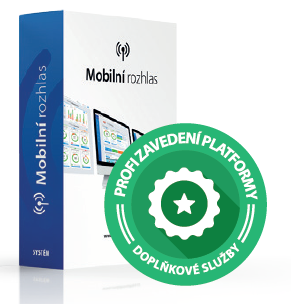 Mobilní rozhlas
Mobilní rozhlas
SYSTÉM
PROFI ZAVEDENÍ PLATFORMY
DOPLŇKOVÉ SLUŽBY